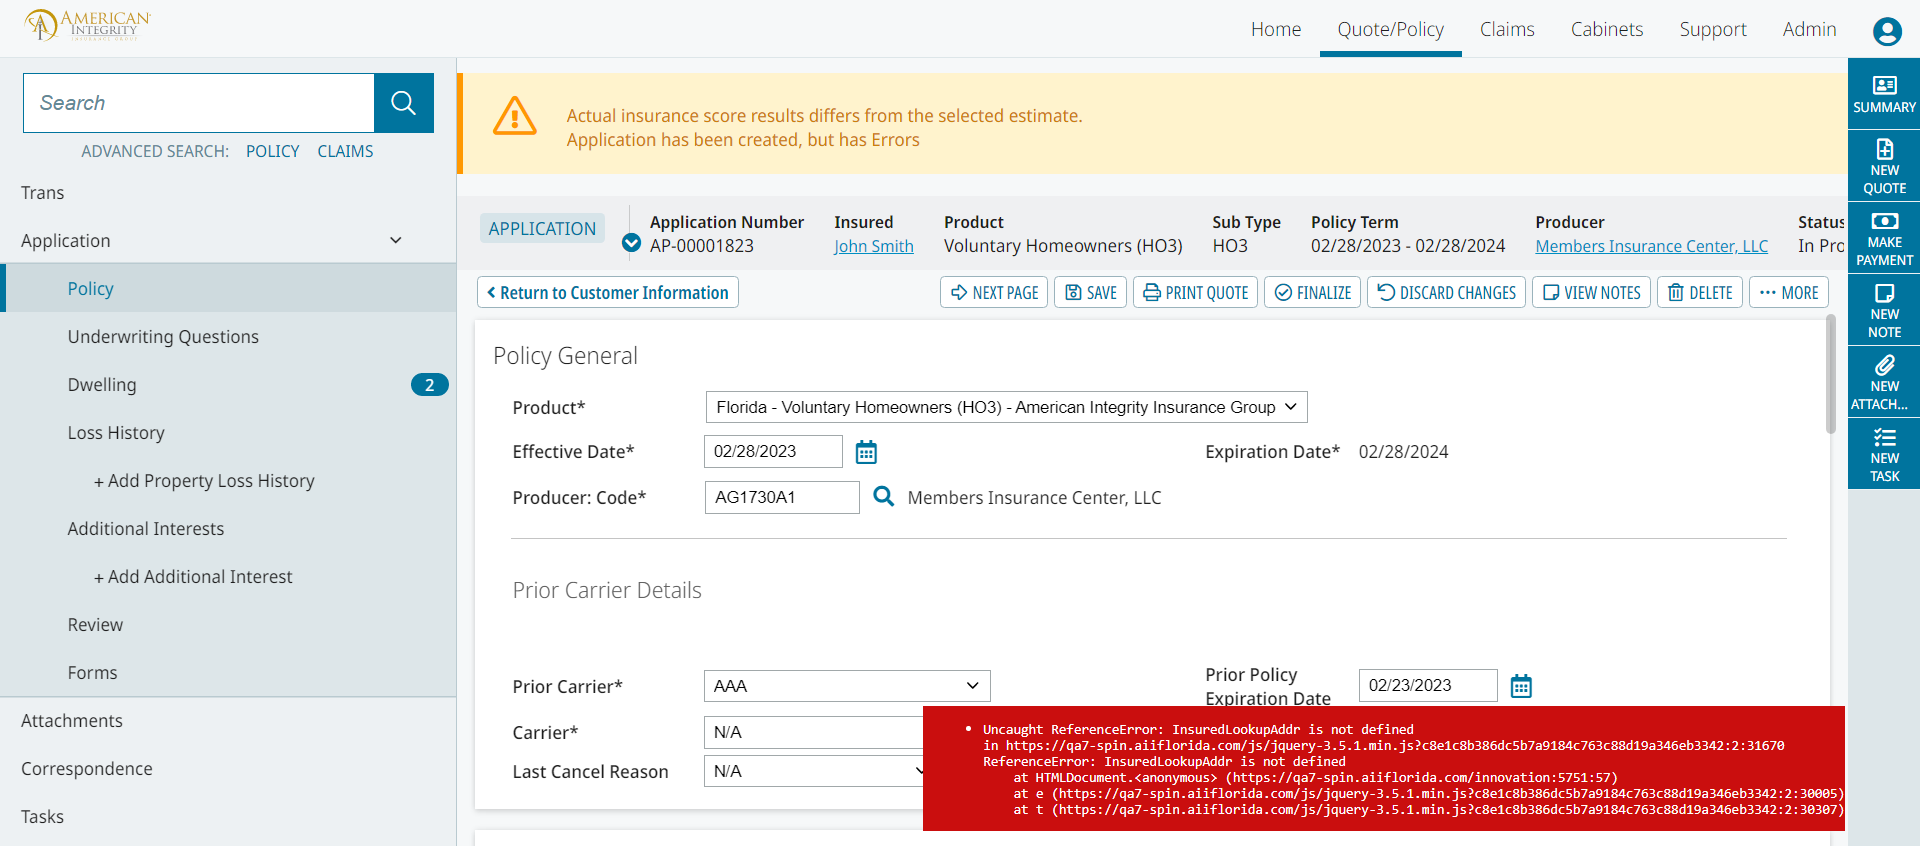 AMERICAN
INTEGRITY
INSURANCE GROUP
Home
Quote/Policy
Claims
Cabinets
Support
Admin
Search
ADVANCED SEARCH: POLICY CLAIMS
Trans
Application
Policy
Underwriting Questions
Dwelling 2
Loss History
+ Add Property Loss History
Additional Interests
+ Add Additional Interest
Review
Forms
Attachments
Correspondence
Tasks
Actual insurance score results differs from the selected estimate.
Application has been created, but has Errors
APPLICATION
Application Number
AP-00001823
Insured
John Smith
Product
Voluntary Homeowners (HO3)
Sub Type
HO3
Policy Term
02/28/2023 - 02/28/2024
Producer
Members Insurance Center, LLC
Status
In Pro
Return to Customer Information
NEXT PAGE
SAVE
PRINT QUOTE
FINALIZE
DISCARD CHANGES
VIEW NOTES
DELETE
MORE
Policy General
Product* Florida - Voluntary Homeowners (HO3) - American Integrity Insurance Group
Effective Date* 02/28/2023
Expiration Date* 02/28/2024
Producer: Code* AG1730A1 Members Insurance Center, LLC
Prior Carrier Details
Prior Carrier* AAA
Prior Policy
Expiration Date 02/23/2023
Carrier* N/A
Last Cancel Reason N/A
• Uncaught ReferenceError: InsuredLookupAddr is not defined
in https://qa7-spin.aiiflorida.com/js/jquery-3.5.1.min.js?c8e1c8b386dc5b7a9184c763c88d19a346eb3342:2:31670
ReferenceError: InsuredLookupAddr is not defined
at HTMLDocument.<anonymous> (https://qa7-spin.aiiflorida.com/innovation:5751:57)
at e (https://qa7-spin.aiiflorida.com/js/jquery-3.5.1.min.js?c8e1c8b386dc5b7a9184c763c88d19a346eb3342:2:30005)
at t (https://qa7-spin.aiiflorida.com/js/jquery-3.5.1.min.js?c8e1c8b386dc5b7a9184c763c88d19a346eb3342:2:30307)
SUMMARY
NEW
QUOTE
MAKE
PAYMENT
NEW
NOTE
NEW
ATTACH...
NEW
TASK